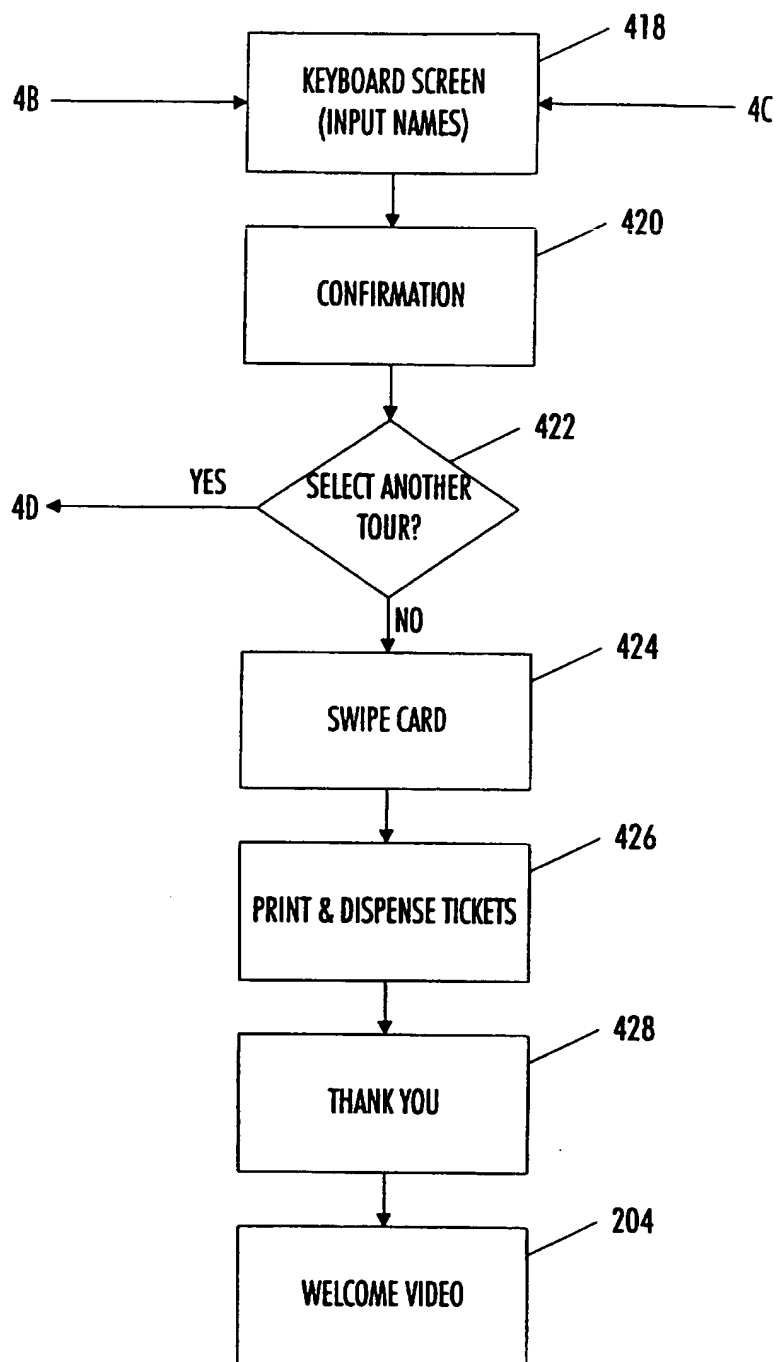 418
KEYBOARD SCREEN
(INPUT NAMES)
4B
4C
420
CONFIRMATION
422
YES
SELECT ANOTHER
TOUR?
4D
NO
424
SWIPE CARD
426
PRINT & DISPENSE TICKETS
428
THANK YOU
204
WELCOME VIDEO